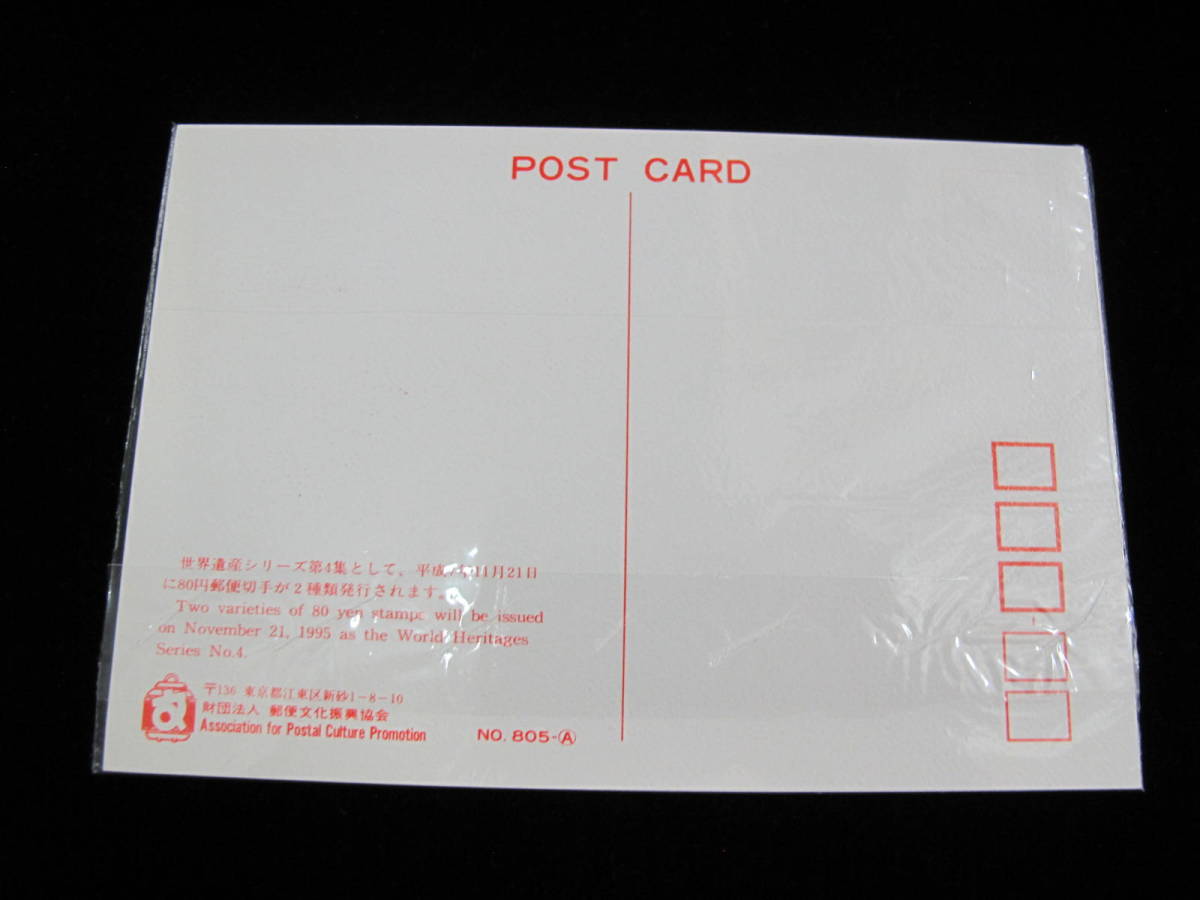 POST CARD
世界遺産シリーズ第4集として、平成7年11月21日
に80円郵便切手が2種類発行されます。
Two varieties of 80 yen stamps will be issued
on November 21, 1995 as the World Heritages
Series No.4.
〒136 東京都江東区新砂1-8-10
財団法人 郵便文化振興協会
Association for Postal Culture Promotion
NO. 805-Ⓐ